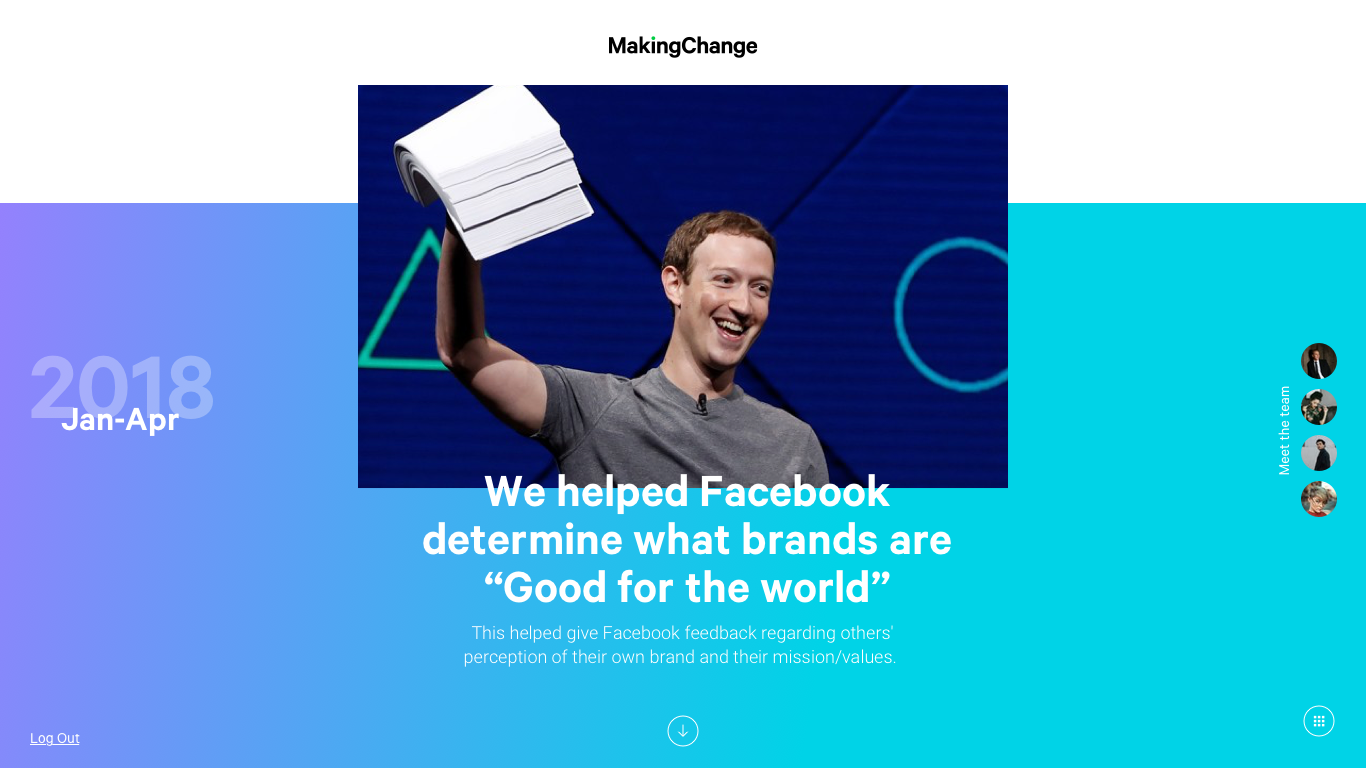 MakingChange
2018
Jan-Apr
Meet the team
We helped Facebook
determine what brands are
“Good for the world”
This helped give Facebook feedback regarding others'
perception of their own brand and their mission/values.
Log Out